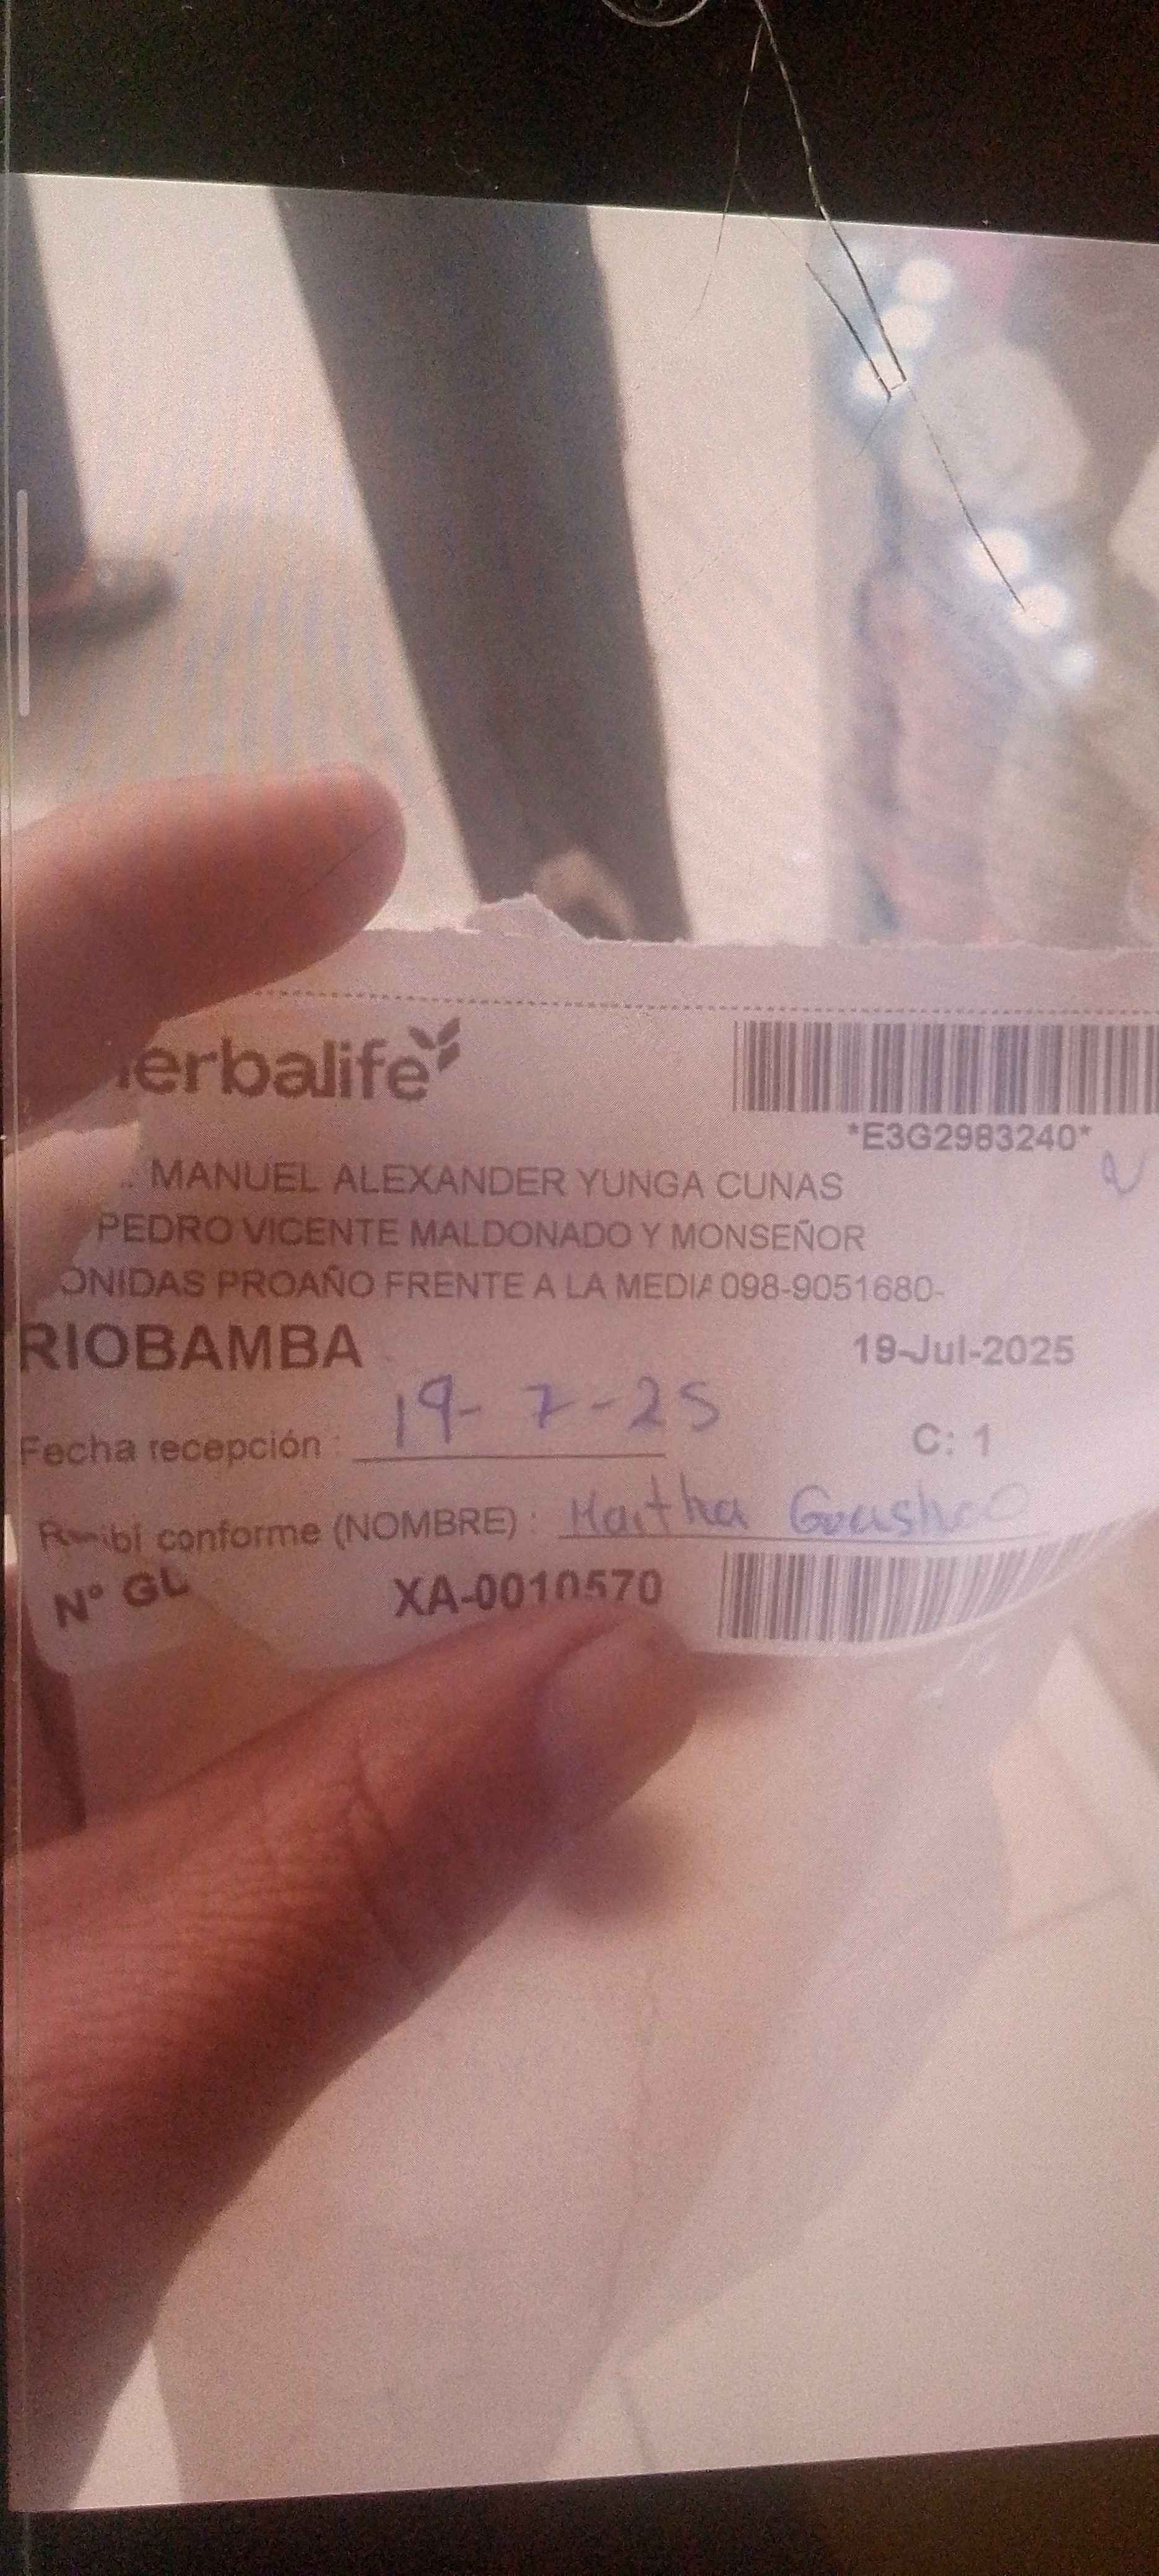 erbalife
*E3G2983240*
. MANUEL ALEXANDER YUNGA CUNAS
PEDRO VICENTE MALDONADO Y MONSEÑOR
ONIDAS PROAÑO FRENTE A LA MEDIA 098-9051680-
RIOBAMBA 19-Jul-2025
19-7-25
Fecha recepción : C: 1
Recibí conforme (NOMBRE) : Martha
N° GL XA-0010570